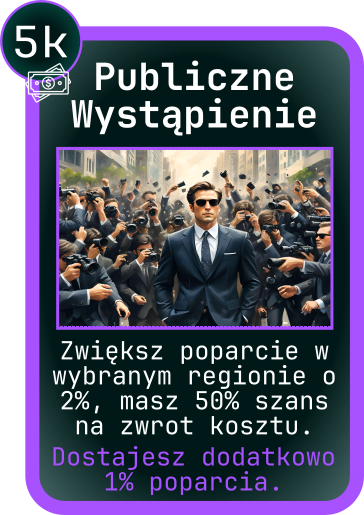 5k
Publiczne
Wystąpienie
Zwiększ poparcie w
wybranym regionie o
2%, masz 50% szans
na zwrot kosztu.
Dostajesz dodatkowo
1% poparcia.